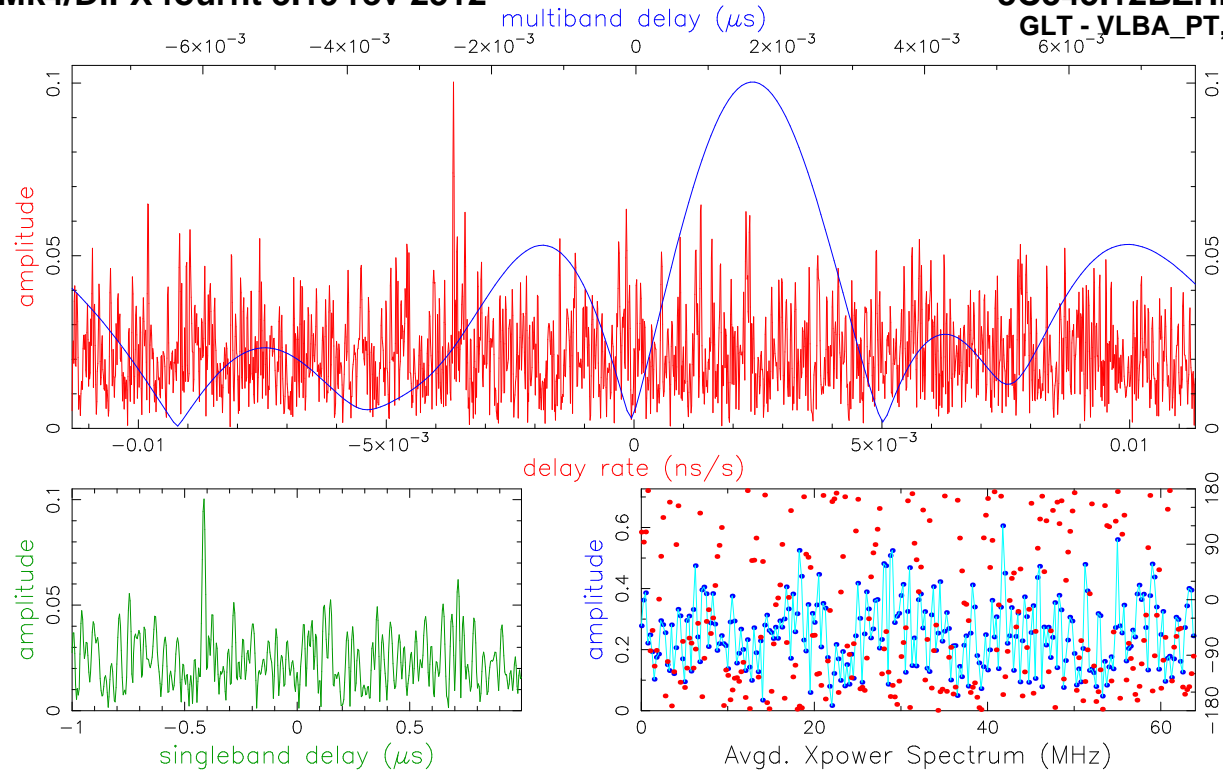 multiband delay (μs)
GLT - VLBA_PT,
−6×10⁻³ −4×10⁻³ −2×10⁻³ 0 2×10⁻³ 4×10⁻³ 6×10⁻³
amplitude
0 0.05 0.1
0 0.05 0.1
−0.01 −5×10⁻³ 0 5×10⁻³ 0.01
delay rate (ns/s)
amplitude
0 0.05 0.1
−1 −0.5 0 0.5
singleband delay (μs)
amplitude
0 0.2 0.4 0.6
−180 −90 0 90 180
0 20 40 60
Avgd. Xpower Spectrum (MHz)